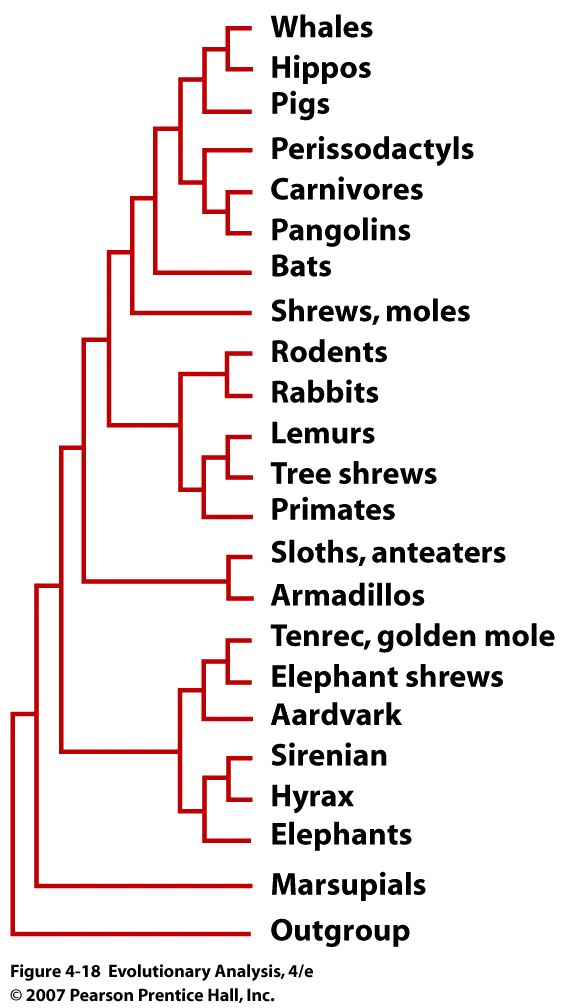 Whales
Hippos
Pigs
Perissodactyls
Carnivores
Pangolins
Bats
Shrews, moles
Rodents
Rabbits
Lemurs
Tree shrews
Primates
Sloths, anteaters
Armadillos
Tenrec, golden mole
Elephant shrews
Aardvark
Sirenian
Hyrax
Elephants
Marsupials
Outgroup
Figure 4-18 Evolutionary Analysis, 4/e
© 2007 Pearson Prentice Hall, Inc.